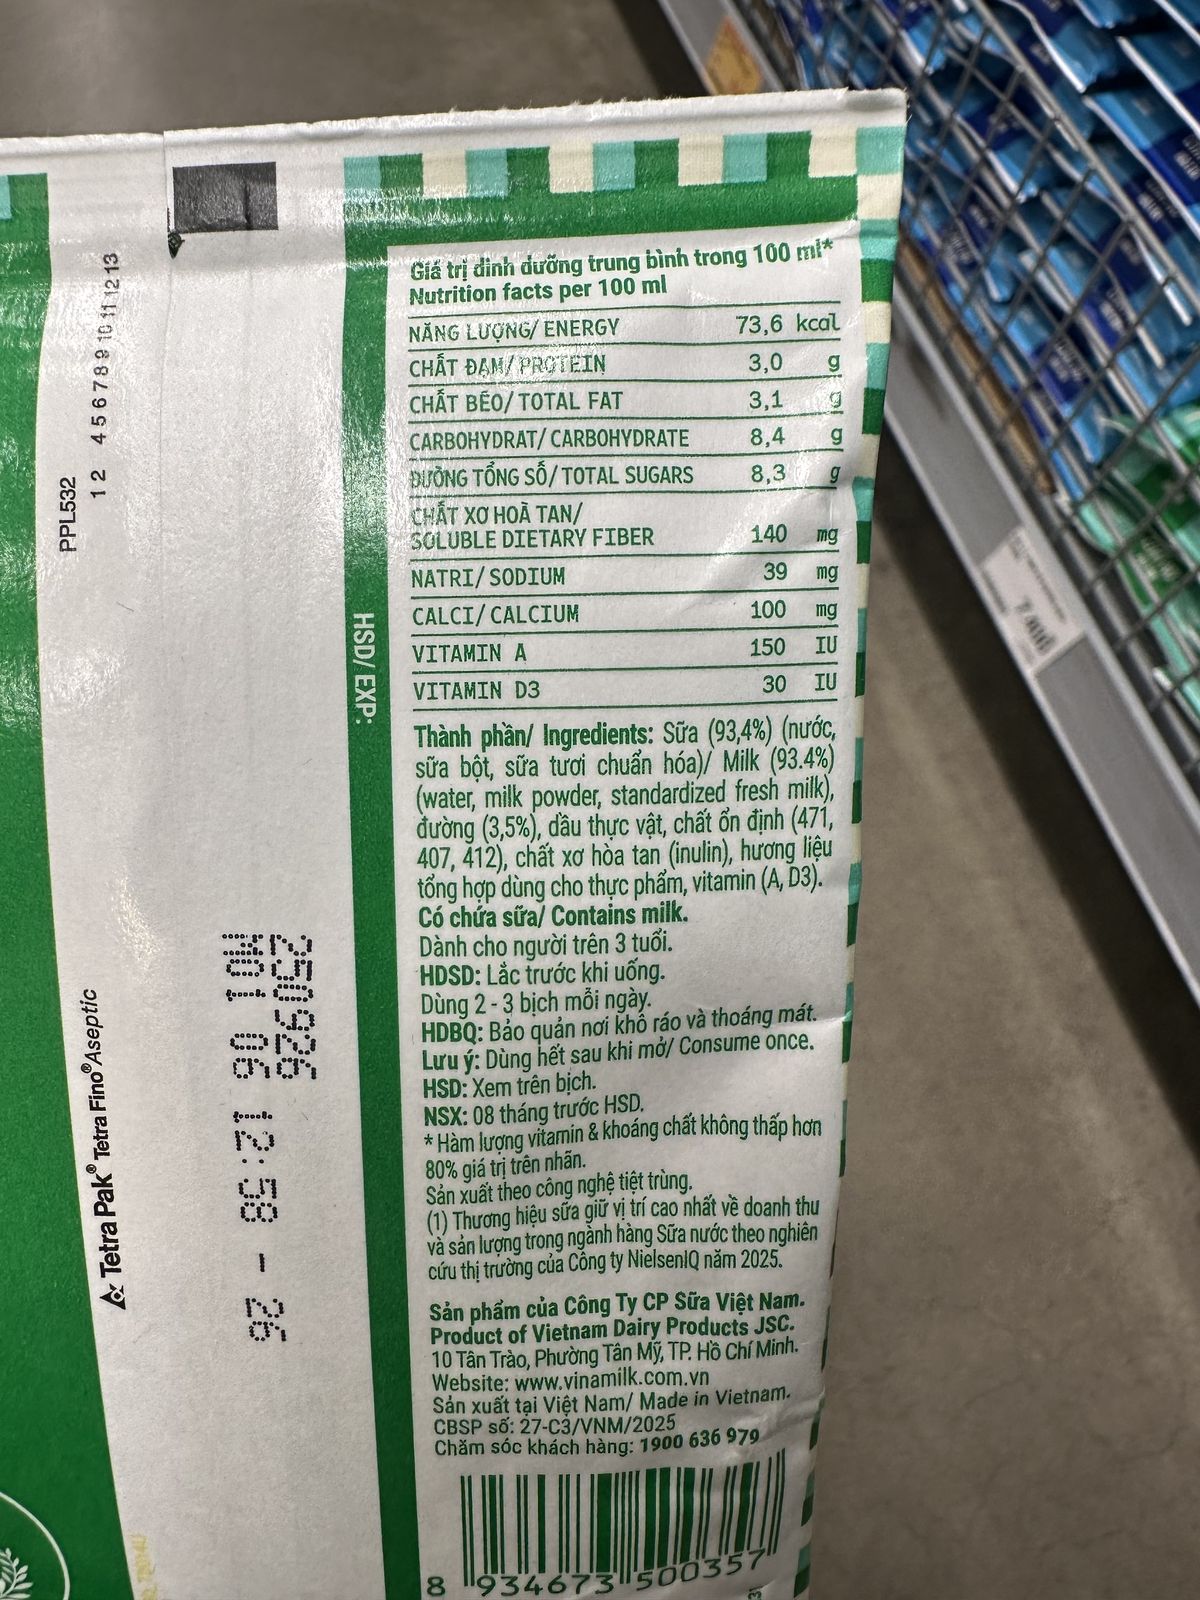 Giá trị dinh dưỡng trung bình trong 100 ml*
Nutrition facts per 100 ml
NĂNG LƯỢNG/ ENERGY 73,6 kcal
CHẤT ĐẠM/ PROTEIN 3,0 g
CHẤT BÉO/ TOTAL FAT 3,1 g
CARBOHYDRAT/ CARBOHYDRATE 8,4 g
ĐƯỜNG TỔNG SỐ/ TOTAL SUGARS 8,3 g
CHẤT XƠ HOÀ TAN/
SOLUBLE DIETARY FIBER 140 mg
NATRI/ SODIUM 39 mg
CALCI/ CALCIUM 100 mg
VITAMIN A 150 IU
VITAMIN D3 30 IU
Thành phần/ Ingredients: Sữa (93,4%) (nước,
sữa bột, sữa tươi chuẩn hóa)/ Milk (93.4%)
(water, milk powder, standardized fresh milk),
đường (3,5%), dầu thực vật, chất ổn định (471,
407, 412), chất xơ hòa tan (inulin), hương liệu
tổng hợp dùng cho thực phẩm, vitamin (A, D3).
Có chứa sữa/ Contains milk.
Dành cho người trên 3 tuổi.
HDSD: Lắc trước khi uống.
Dùng 2 - 3 bịch mỗi ngày.
HDBQ: Bảo quản nơi khô ráo và thoáng mát.
Lưu ý: Dùng hết sau khi mở/ Consume once.
HSD: Xem trên bịch.
NSX: 08 tháng trước HSD.
* Hàm lượng vitamin & khoáng chất không thấp hơn
80% giá trị trên nhãn.
Sản xuất theo công nghệ tiệt trùng.
(1) Thương hiệu sữa giữ vị trí cao nhất về doanh thu
và sản lượng trong ngành hàng Sữa nước theo nghiên
cứu thị trường của Công ty NielsenIQ năm 2025.
Sản phẩm của Công Ty CP Sữa Việt Nam.
Product of Vietnam Dairy Products JSC.
10 Tân Trào, Phường Tân Mỹ, TP. Hồ Chí Minh.
Website: www.vinamilk.com.vn
Sản xuất tại Việt Nam/ Made in Vietnam.
CBSP số: 27-C3/VNM/2025
Chăm sóc khách hàng: 1900 636 979
8 934673 500357
HSD/ EXP:
250926
MO1 06 12:58 - 26
PPL532
12 45678910111213
Tetra Pak® Tetra Fino® Aseptic